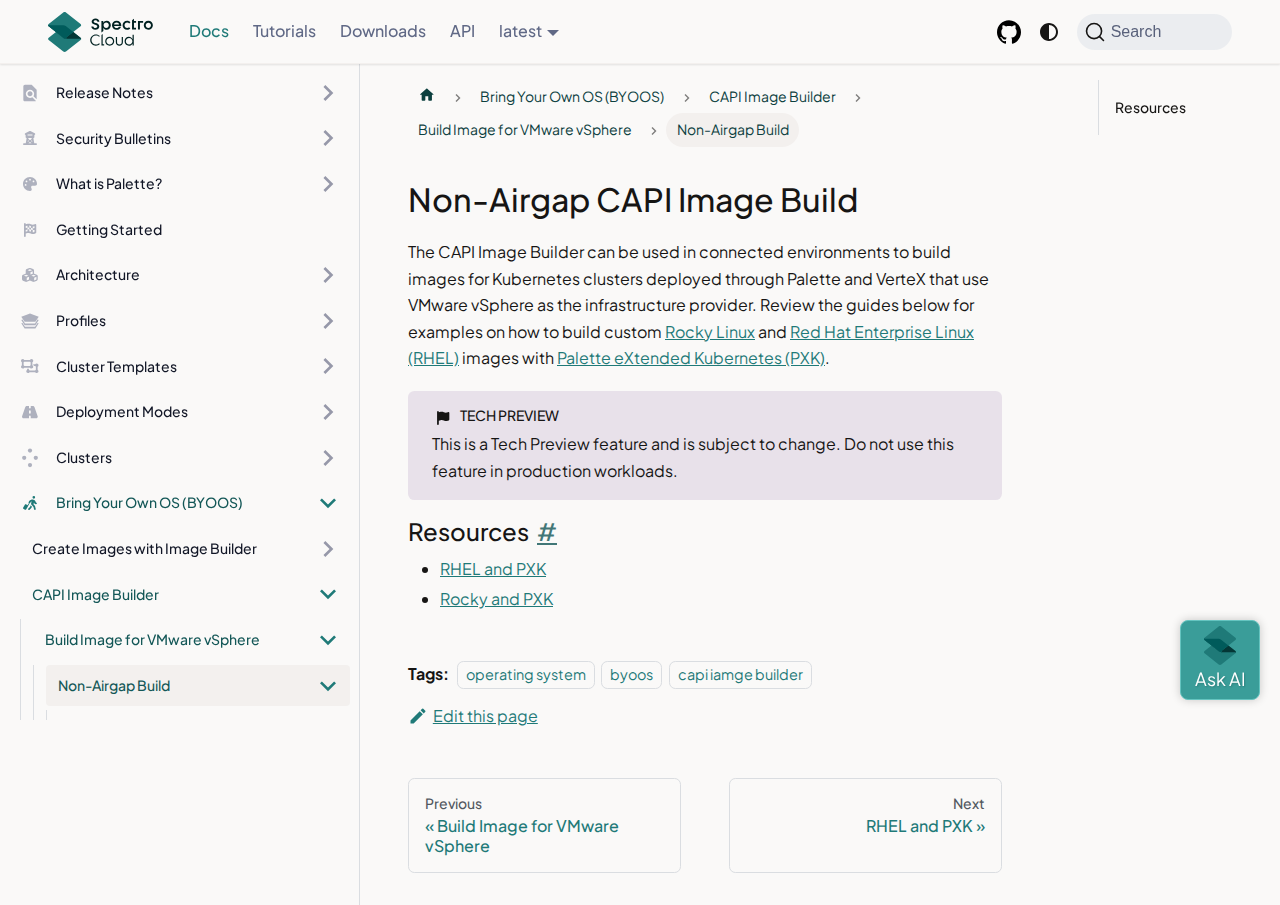 Spectro
Cloud
Docs
Tutorials
Downloads
API
latest
Search
Release Notes
Security Bulletins
What is Palette?
Getting Started
Architecture
Profiles
Cluster Templates
Deployment Modes
Clusters
Bring Your Own OS (BYOOS)
Create Images with Image Builder
CAPI Image Builder
Build Image for VMware vSphere
Non-Airgap Build
Bring Your Own OS (BYOOS)
CAPI Image Builder
Build Image for VMware vSphere
Non-Airgap Build
Non-Airgap CAPI Image Build
The CAPI Image Builder can be used in connected environments to build
images for Kubernetes clusters deployed through Palette and VerteX that use
VMware vSphere as the infrastructure provider. Review the guides below for
examples on how to build custom Rocky Linux and Red Hat Enterprise Linux
(RHEL) images with Palette eXtended Kubernetes (PXK).
TECH PREVIEW
This is a Tech Preview feature and is subject to change. Do not use this
feature in production workloads.
Resources #
RHEL and PXK
Rocky and PXK
Tags: operating system byoos capi iamge builder
Edit this page
Previous
« Build Image for VMware
vSphere
Next
RHEL and PXK »
Resources
Ask AI